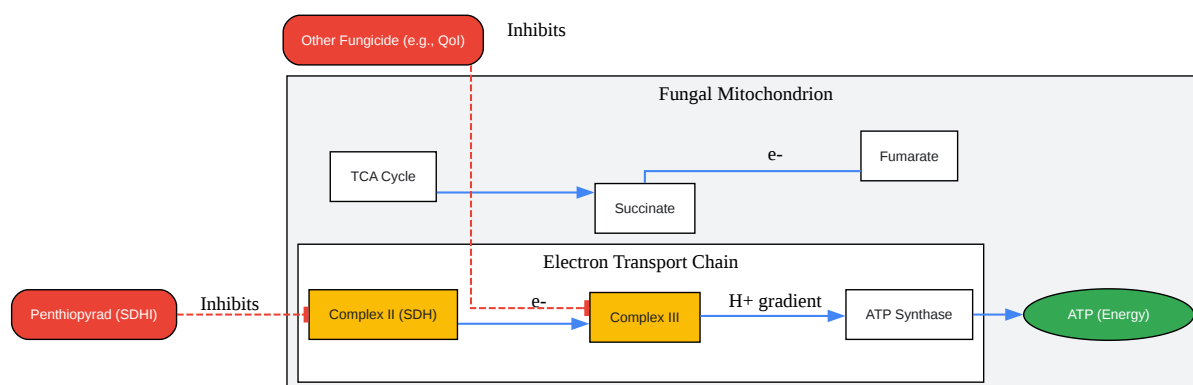 Other Fungicide (e.g., QoI)
Inhibits
Fungal Mitochondrion
TCA Cycle
e-
Fumarate
Succinate
Electron Transport Chain
Penthiopyrad (SDHI)
Inhibits
Complex II (SDH)
e-
Complex III
H+ gradient
ATP Synthase
ATP (Energy)